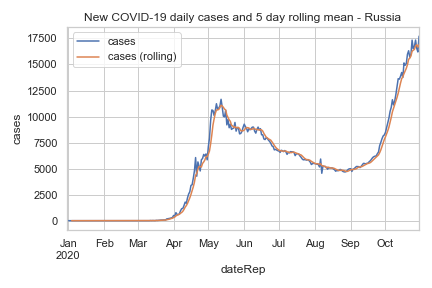 New COVID-19 daily cases and 5 day rolling mean - Russia
cases
cases (rolling)
17500
15000
12500
10000
7500
5000
2500
0
cases
Jan Feb Mar Apr May Jun Jul Aug Sep Oct
2020
dateRep